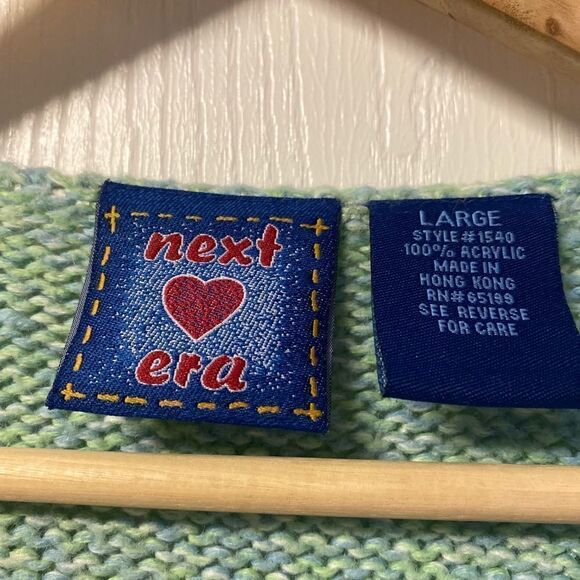 next
era
LARGE
STYLE#1540
100% ACRYLIC
MADE IN
HONG KONG
RN#65199
SEE REVERSE
FOR CARE